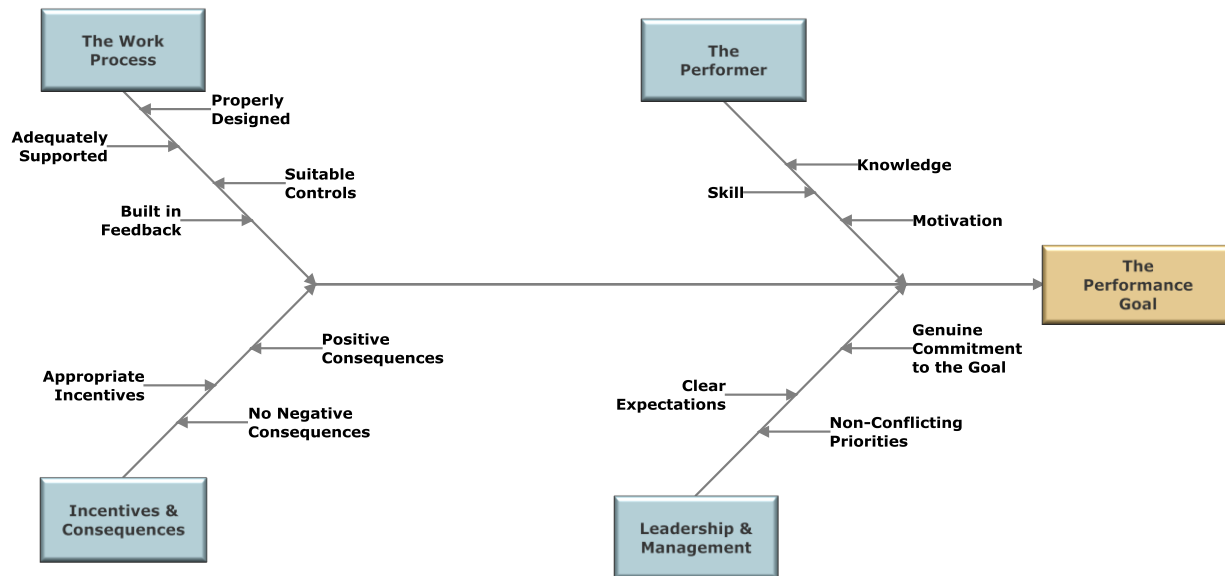 The Work
Process
The
Performer
Properly
Designed
Adequately
Supported
Suitable
Controls
Built in
Feedback
Knowledge
Skill
Motivation
The
Performance
Goal
Positive
Consequences
Appropriate
Incentives
No Negative
Consequences
Genuine
Commitment
to the Goal
Clear
Expectations
Non-Conflicting
Priorities
Incentives &
Consequences
Leadership &
Management